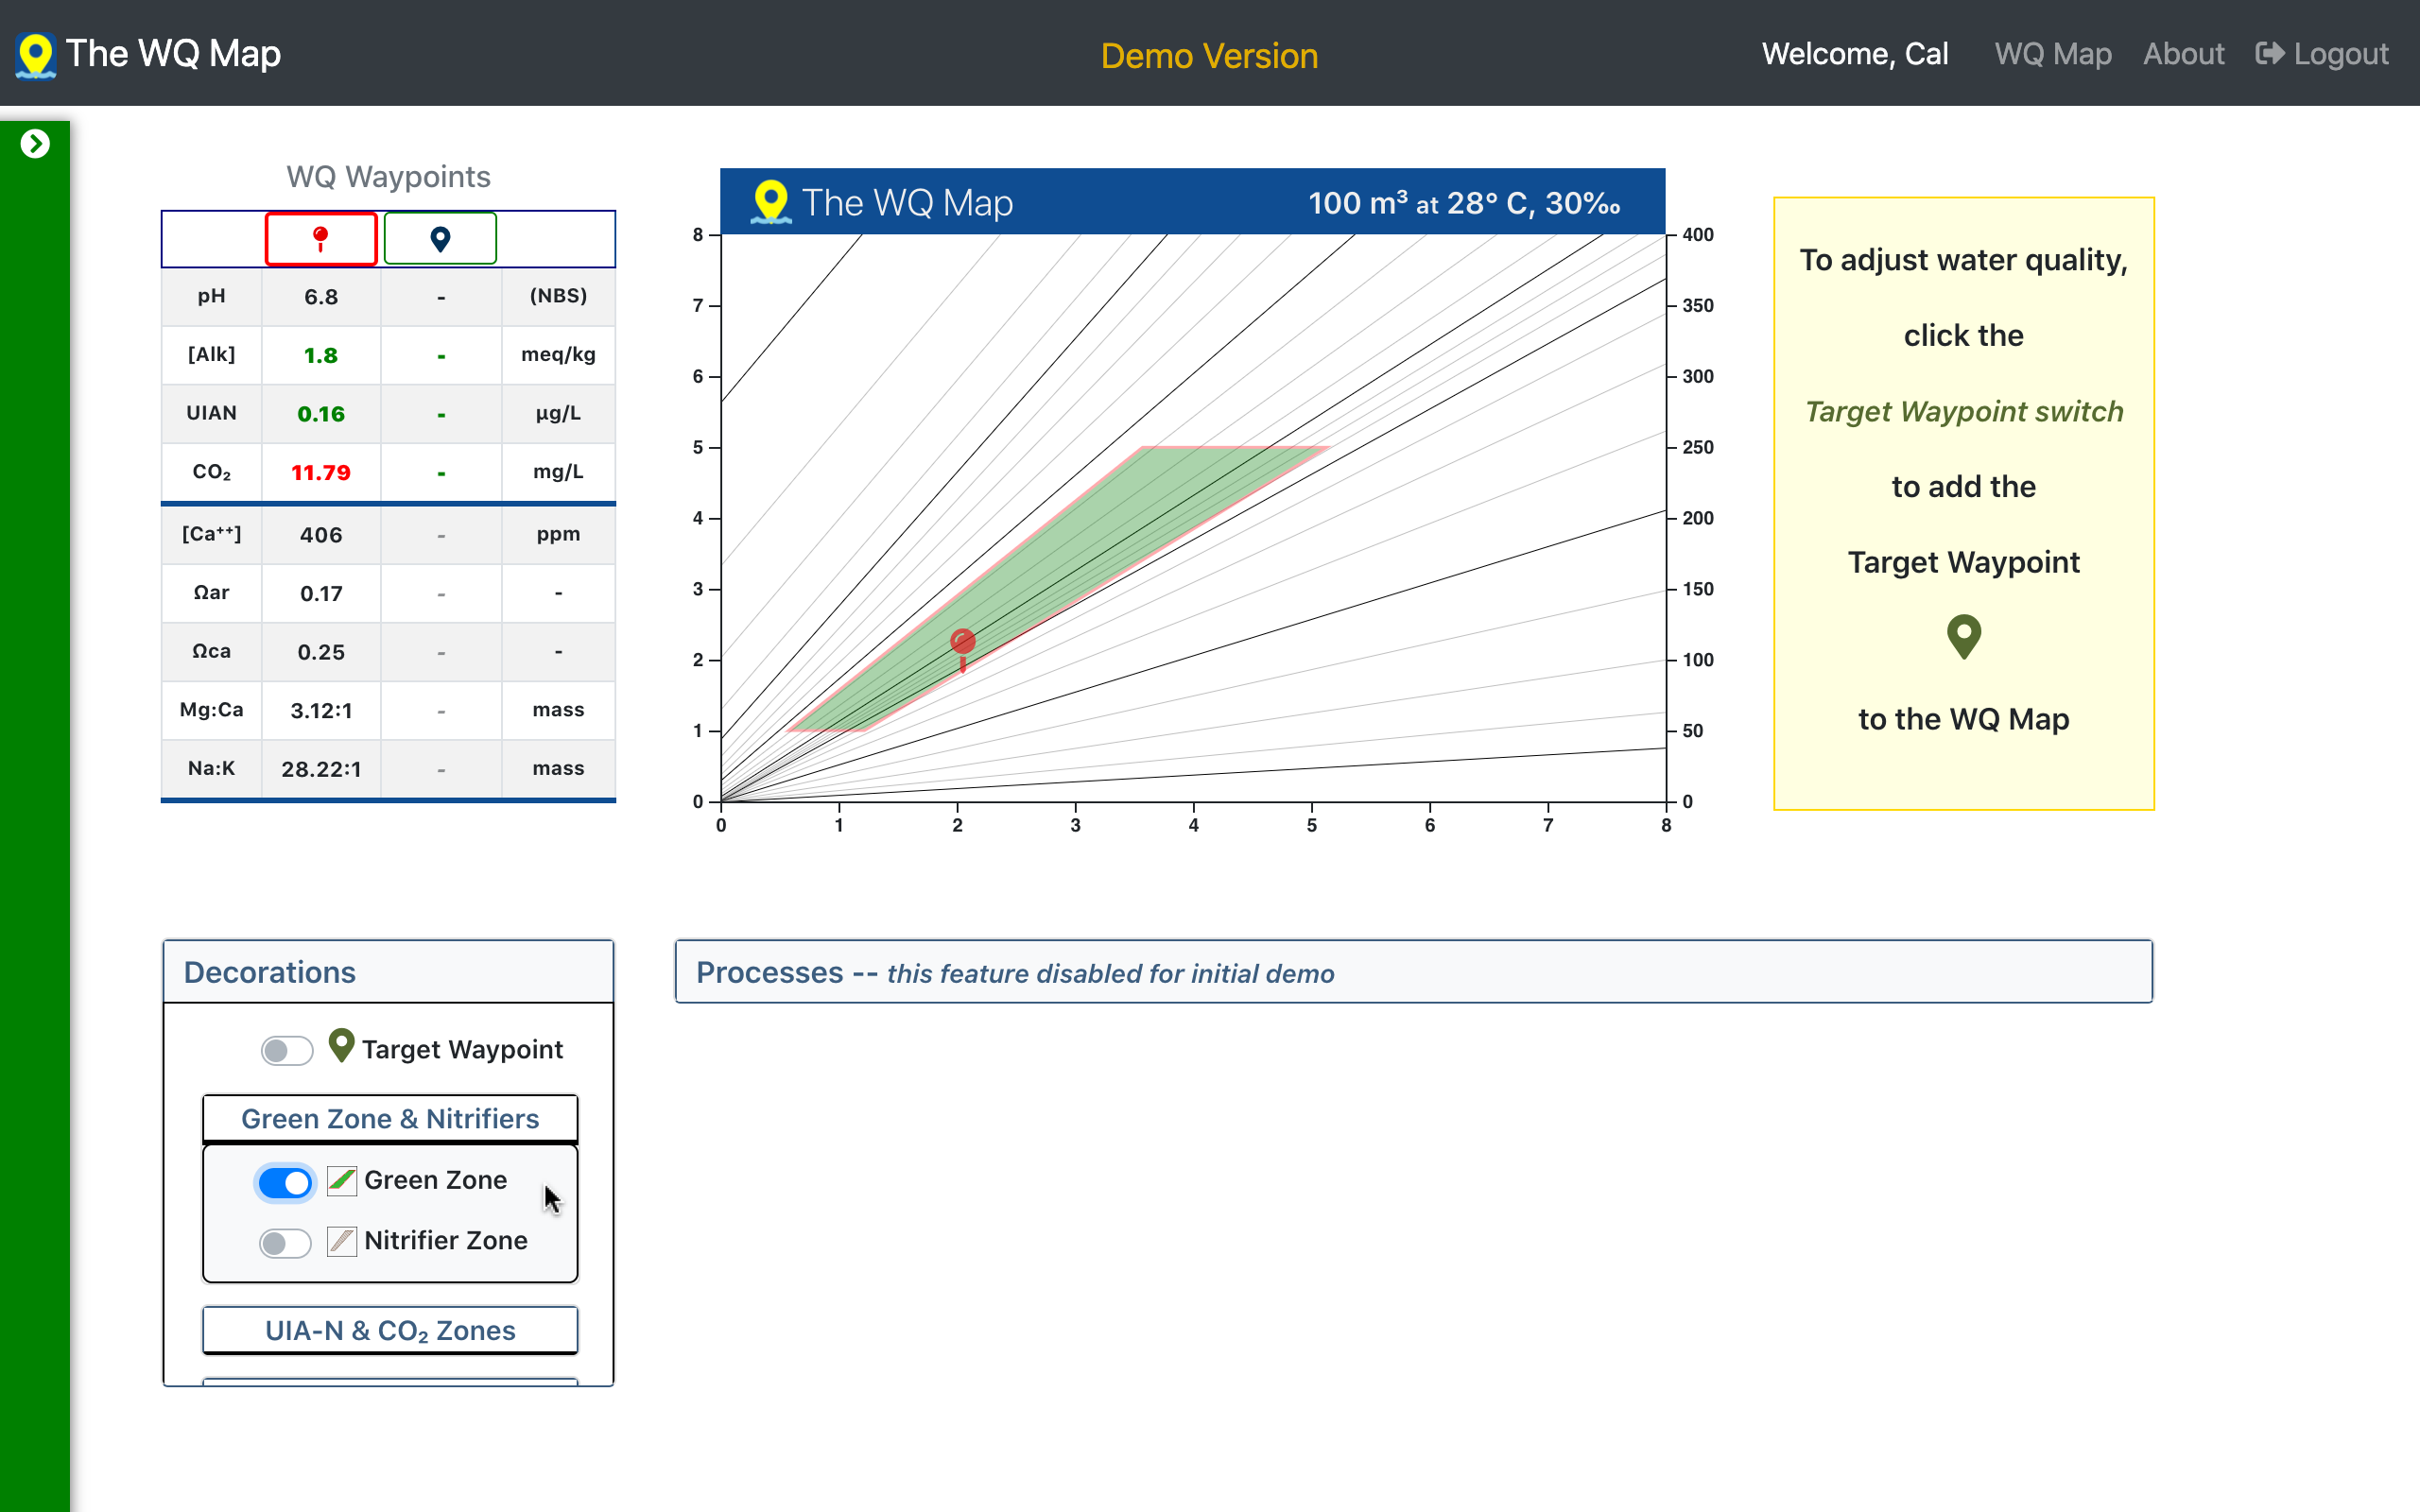 The WQ Map
Demo Version
Welcome, Cal
WQ Map
About
Logout
WQ Waypoints
pH 6.8 - (NBS)
[Alk] 1.8 - meq/kg
UIAN 0.16 - µg/L
CO₂ 11.79 - mg/L
[Ca⁺⁺] 406 - ppm
Ωar 0.17 - -
Ωca 0.25 - -
Mg:Ca 3.12:1 - mass
Na:K 28.22:1 - mass
The WQ Map
100 m³ at 28° C, 30‰
8
7
6
5
4
3
2
1
0
400
350
300
250
200
150
100
50
0
0 1 2 3 4 5 6 7 8
To adjust water quality,
click the
Target Waypoint switch
to add the
Target Waypoint
to the WQ Map
Decorations
Target Waypoint
Green Zone & Nitrifiers
Green Zone
Nitrifier Zone
UIA-N & CO₂ Zones
Processes -- this feature disabled for initial demo